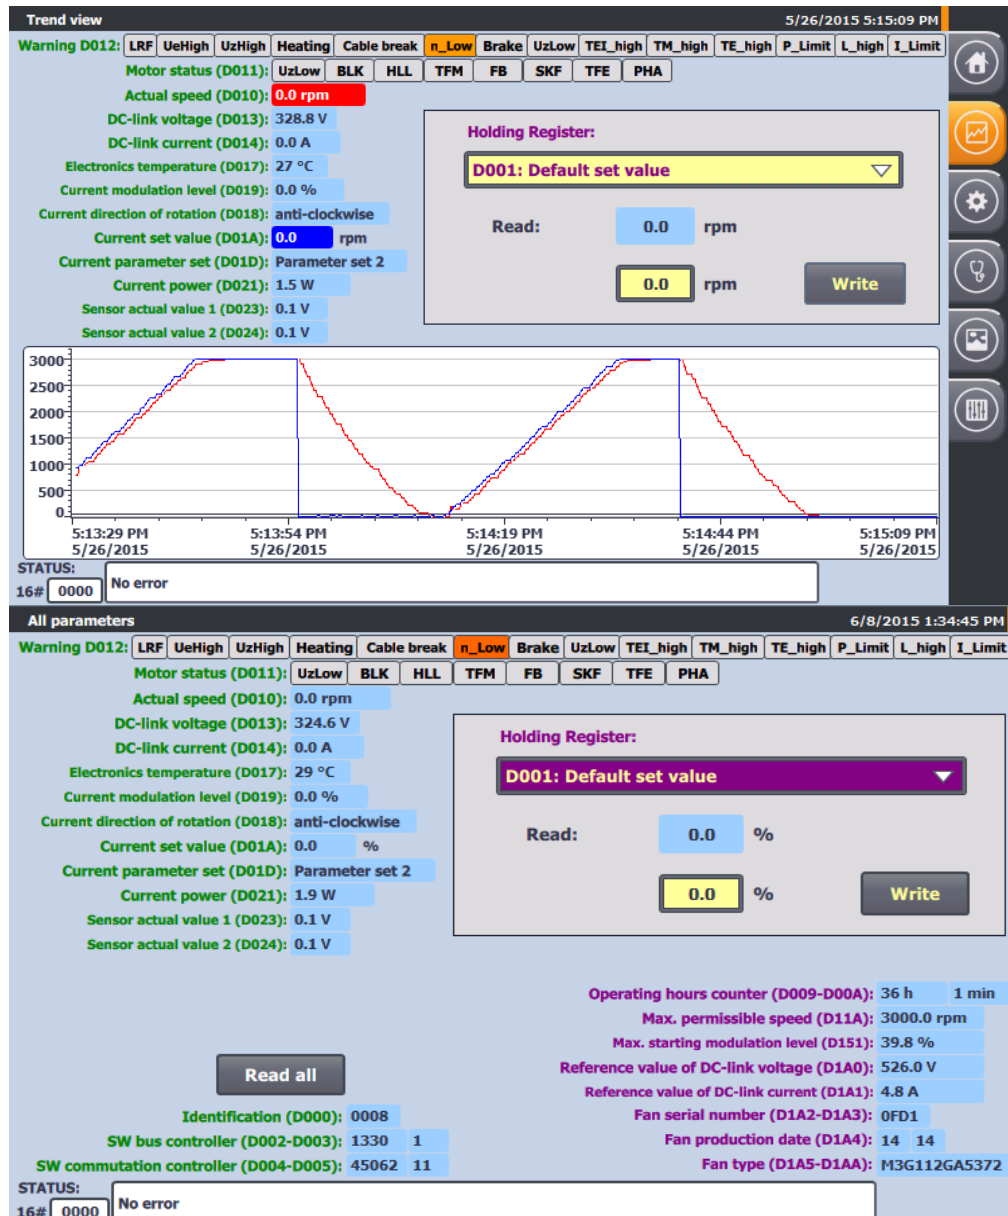 Trend view 5/26/2015 5:15:09 PM
Warning D012: LRF UeHigh UzHigh Heating Cable break n_Low Brake UzLow TEI_high TM_high TE_high P_Limit L_high I_Limit
Motor status (D011): UzLow BLK HLL TFM FB SKF TFE PHA
Actual speed (D010): 0.0 rpm
DC-link voltage (D013): 328.8 V
DC-link current (D014): 0.0 A
Electronics temperature (D017): 27 °C
Current modulation level (D019): 0.0 %
Current direction of rotation (D018): anti-clockwise
Current set value (D01A): 0.0 rpm
Current parameter set (D01D): Parameter set 2
Current power (D021): 1.5 W
Sensor actual value 1 (D023): 0.1 V
Sensor actual value 2 (D024): 0.1 V
Holding Register:
D001: Default set value
Read: 0.0 rpm
0.0 rpm Write
3000
2500
2000
1500
1000
500
0
5:13:29 PM 5:13:54 PM 5:14:19 PM 5:14:44 PM 5:15:09 PM
5/26/2015 5/26/2015 5/26/2015 5/26/2015 5/26/2015
STATUS:
16# 0000 No error
All parameters 6/8/2015 1:34:45 PM
Warning D012: LRF UeHigh UzHigh Heating Cable break n_Low Brake UzLow TEI_high TM_high TE_high P_Limit L_high I_Limit
Motor status (D011): UzLow BLK HLL TFM FB SKF TFE PHA
Actual speed (D010): 0.0 rpm
DC-link voltage (D013): 324.6 V
DC-link current (D014): 0.0 A
Electronics temperature (D017): 29 °C
Current modulation level (D019): 0.0 %
Current direction of rotation (D018): anti-clockwise
Current set value (D01A): 0.0 %
Current parameter set (D01D): Parameter set 2
Current power (D021): 1.9 W
Sensor actual value 1 (D023): 0.1 V
Sensor actual value 2 (D024): 0.1 V
Holding Register:
D001: Default set value
Read: 0.0 %
0.0 % Write
Operating hours counter (D009-D00A): 36 h 1 min
Max. permissible speed (D11A): 3000.0 rpm
Max. starting modulation level (D151): 39.8 %
Reference value of DC-link voltage (D1A0): 526.0 V
Reference value of DC-link current (D1A1): 4.8 A
Fan serial number (D1A2-D1A3): 0FD1
Fan production date (D1A4): 14 14
Fan type (D1A5-D1AA): M3G112GA5372
Read all
Identification (D000): 0008
SW bus controller (D002-D003): 1330 1
SW commutation controller (D004-D005): 45062 11
STATUS:
16# 0000 No error